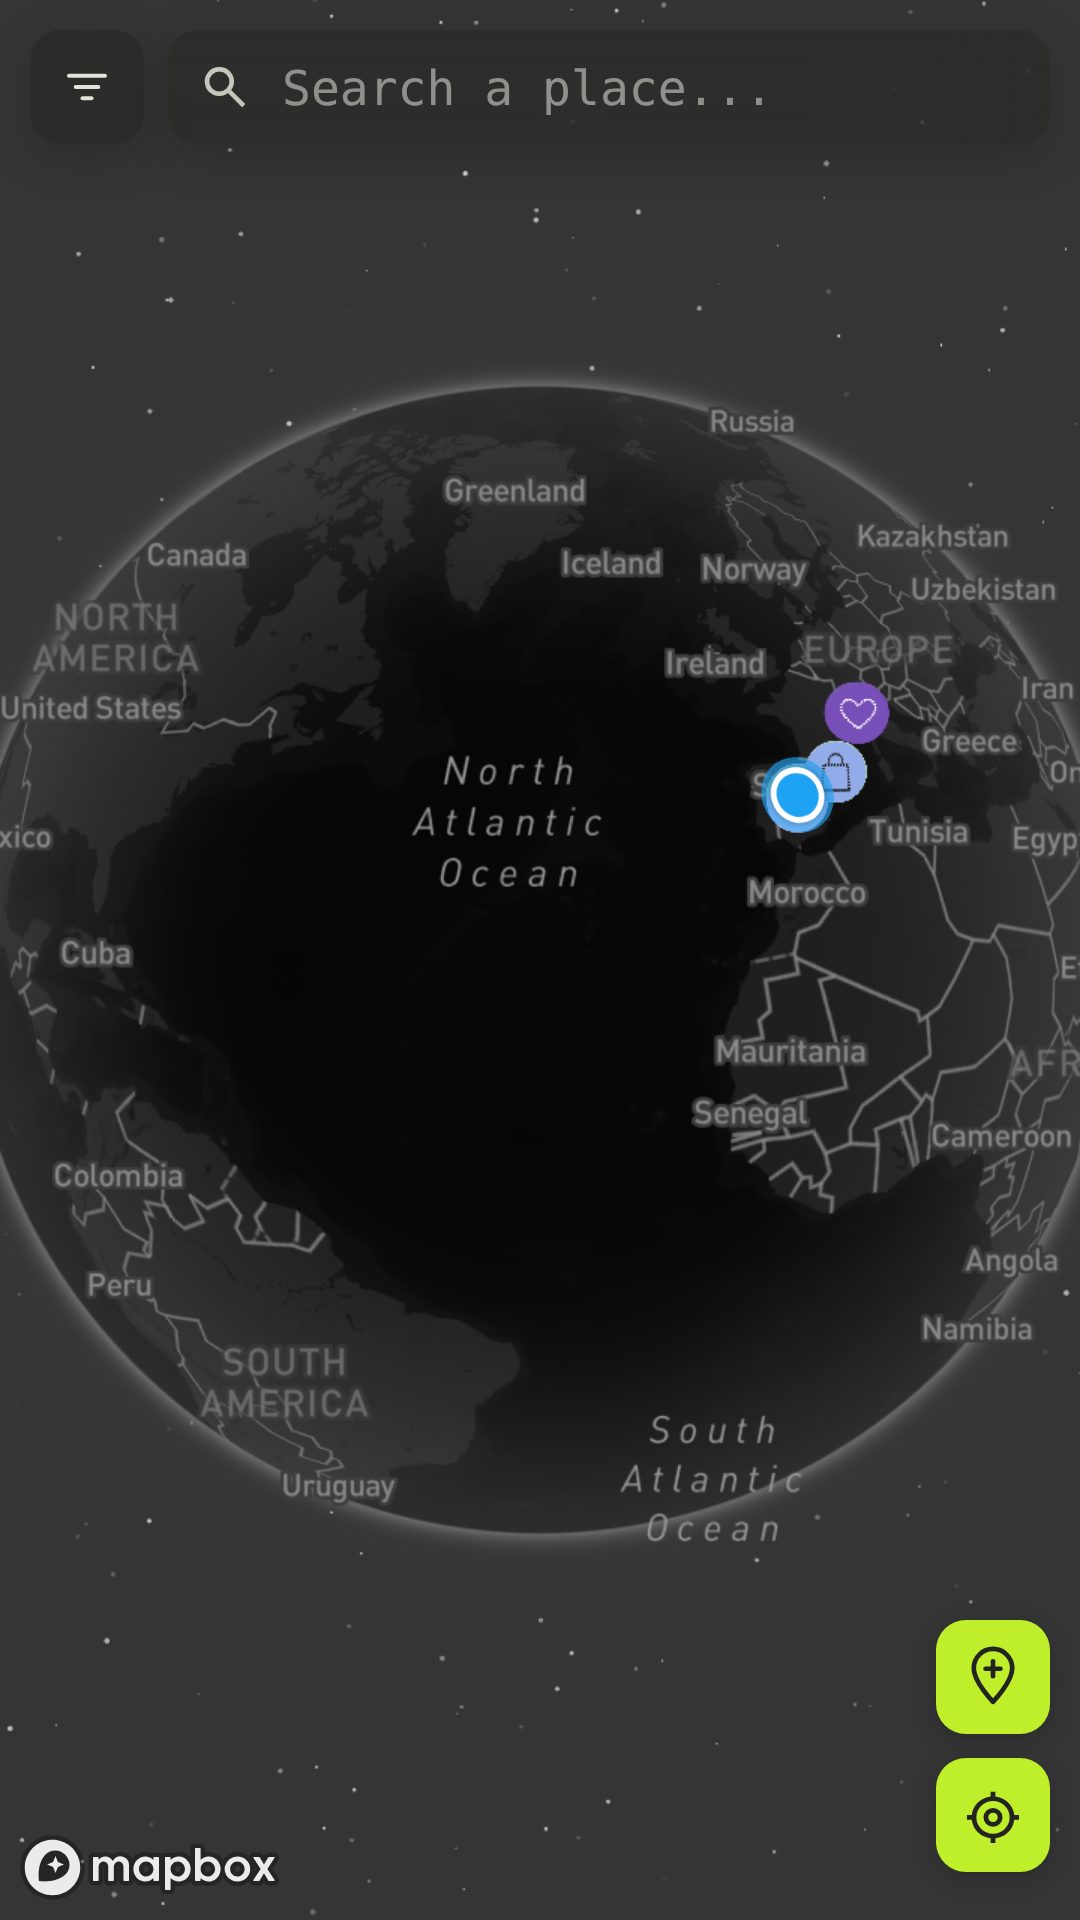 Search a place...
Russia
Greenland
Kazakhstan
Canada
Iceland
Norway
Uzbekistan
NORTH
AMERICA
EUROPE
Ireland
Iran
United States
Greece
North
Atlantic
Ocean
xico
Tunisia
Egyp
Morocco
Cuba
Mauritania
AFR
Senegal
Cameroon
Colombia
Angola
Peru
Namibia
SOUTH
AMERICA
South
Atlantic
Ocean
Uruguay
mapbox